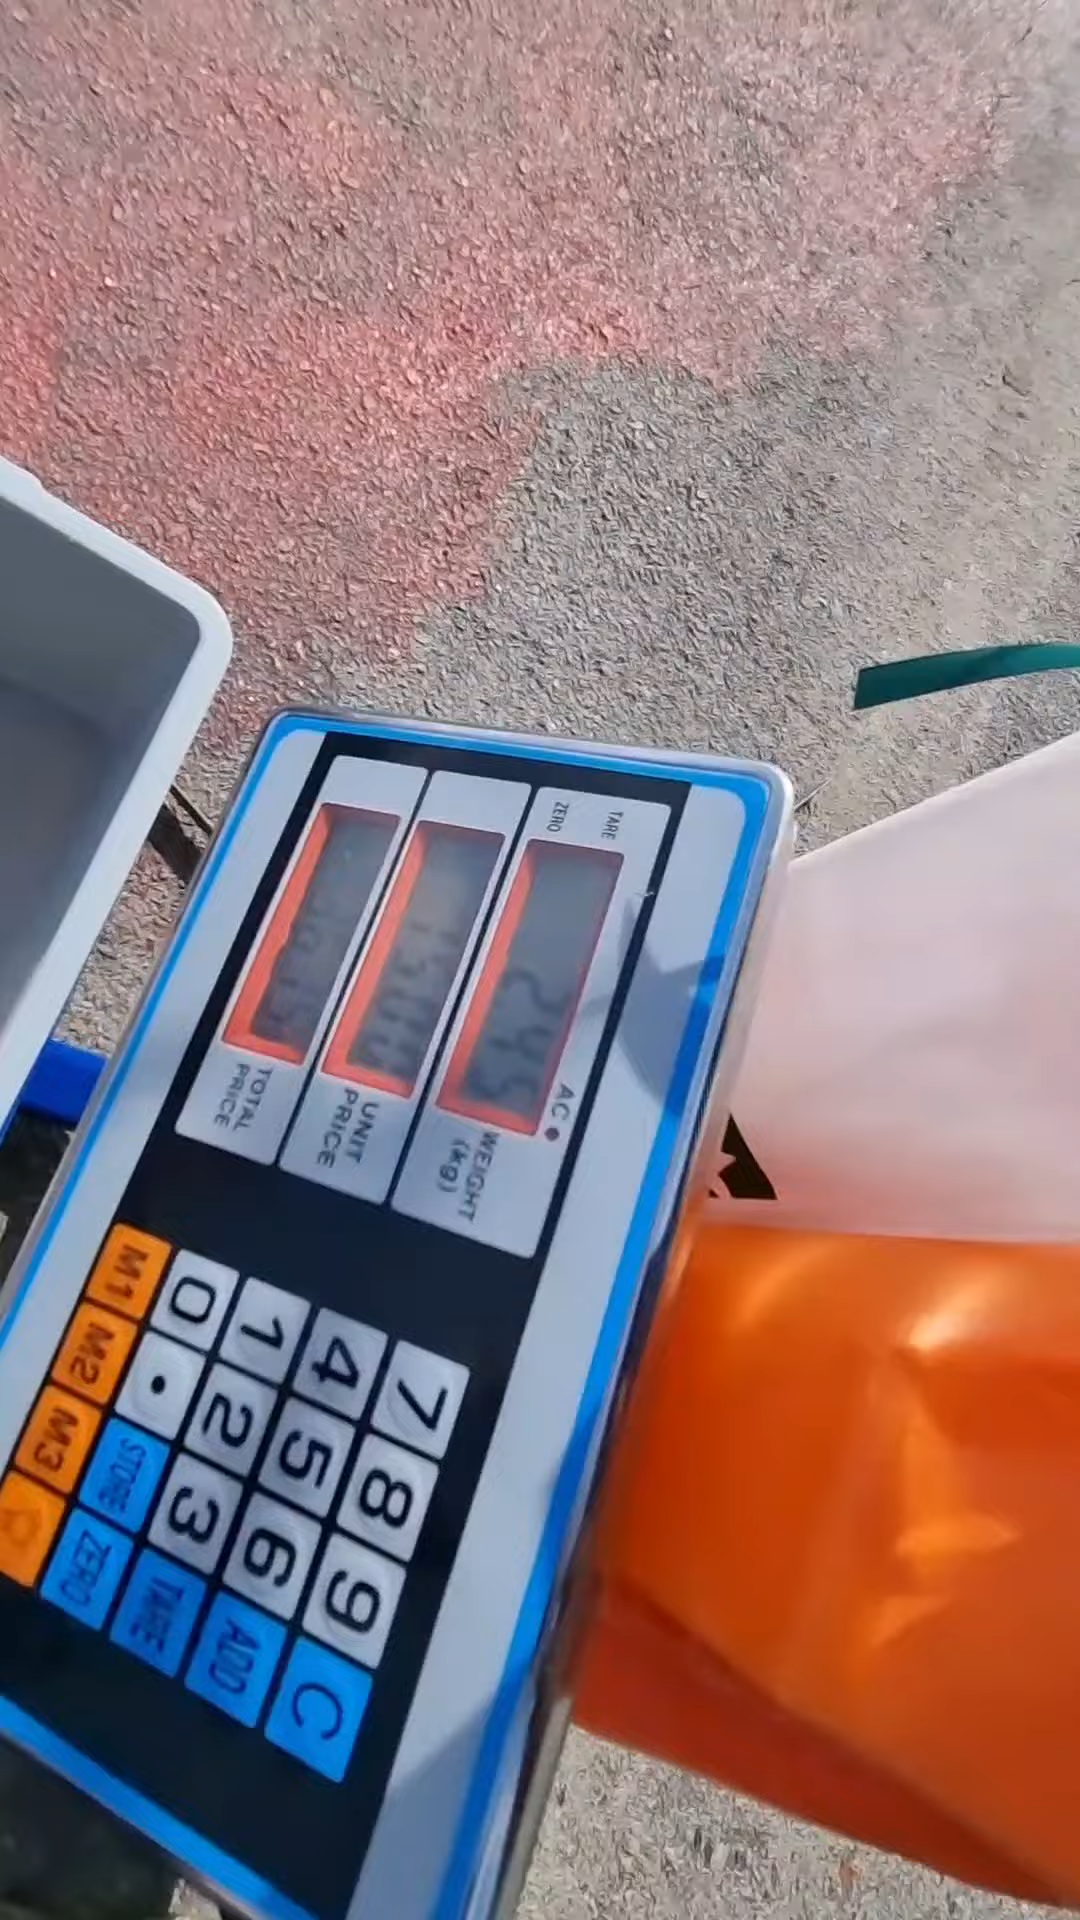 TARE
ZERO
AC
WEIGHT
(kg)
UNIT
PRICE
TOTAL
PRICE
7 8 9 C
4 5 6 ADD
1 2 3 TARE
0 . STORE ZERO
M1 M2 M3